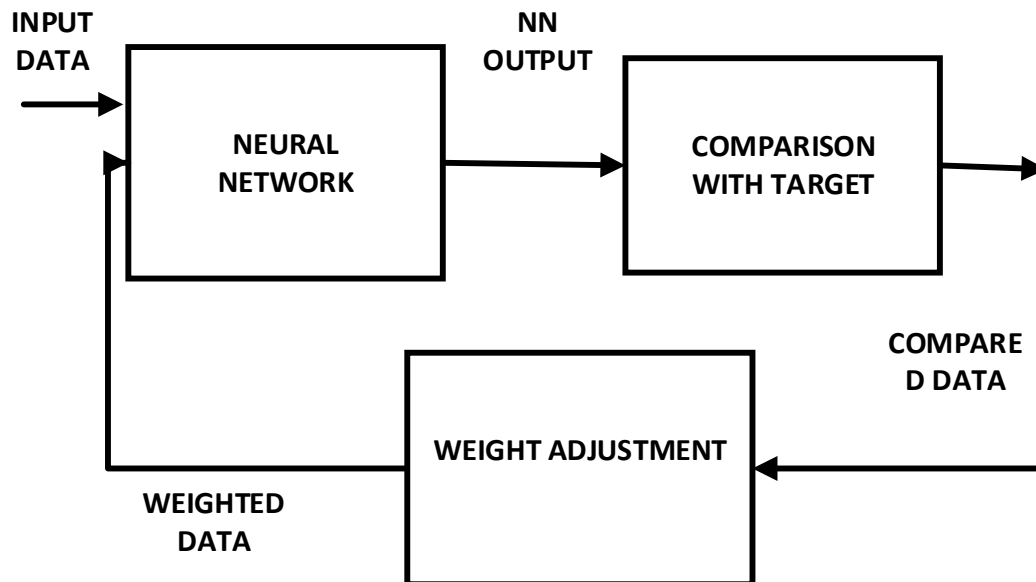 INPUT
DATA
NN
OUTPUT
NEURAL
NETWORK
COMPARISON
WITH TARGET
COMPARE
D DATA
WEIGHT ADJUSTMENT
WEIGHTED
DATA